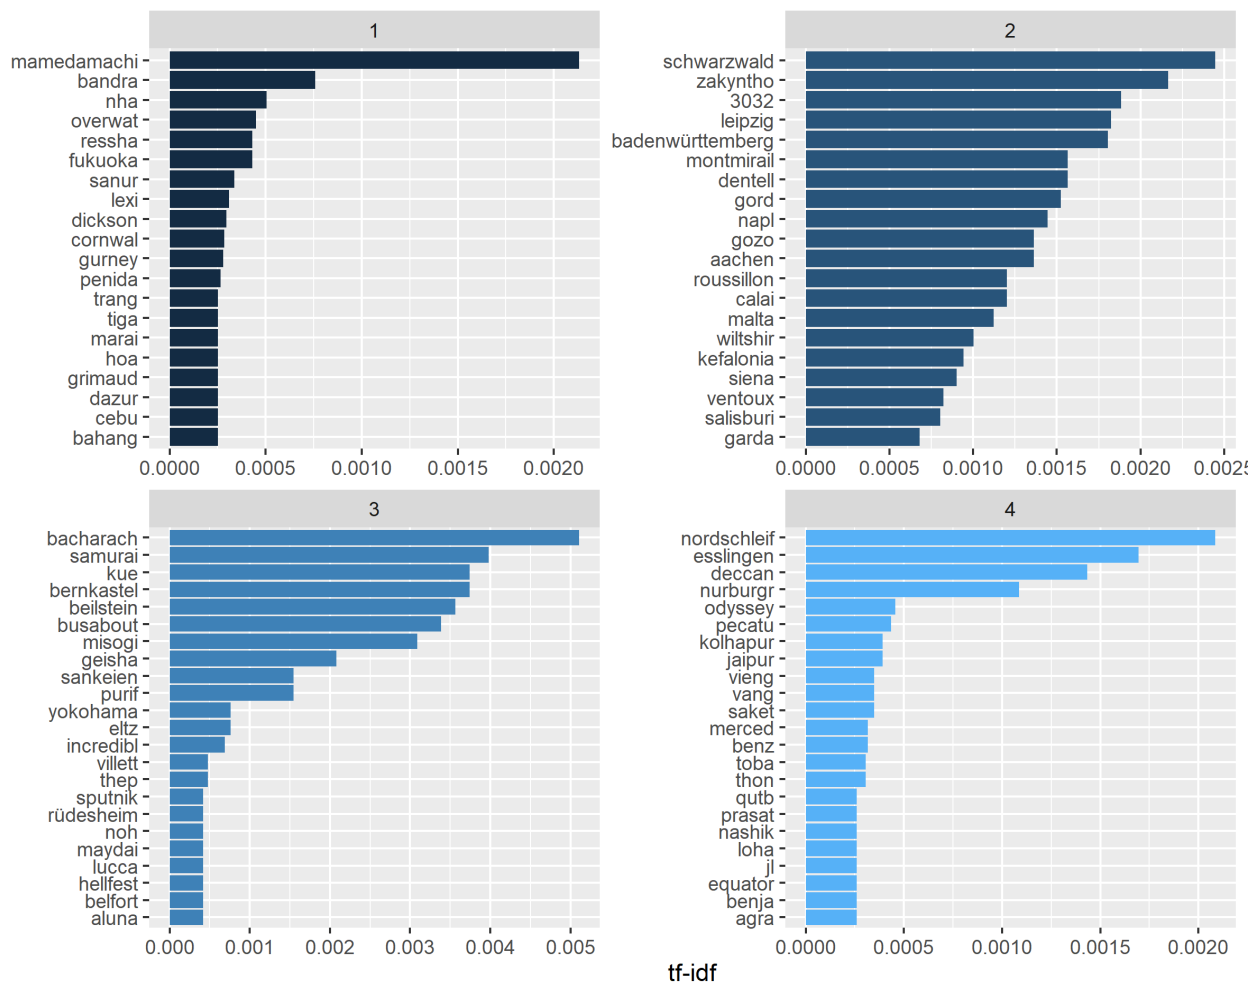 1
mamedamachi
bandra
nha
overwat
ressha
fukuoka
sanur
lexi
dickson
cornwal
gurney
penida
trang
tiga
marai
hoa
grimaud
dazur
cebu
bahang
0.0000 0.0005 0.0010 0.0015 0.0020
2
schwarzwald
zakyntho
3032
leipzig
badenwürttemberg
montmirail
dentell
gord
napl
gozo
aachen
roussillon
calai
malta
wiltshir
kefalonia
siena
ventoux
salisburi
garda
0.0000 0.0005 0.0010 0.0015 0.0020 0.0025
3
bacharach
samurai
kue
bernkastel
beilstein
busabout
misogi
geisha
sankeien
purif
yokohama
eltz
incredibl
villett
thep
sputnik
rüdesheim
noh
maydai
lucca
hellfest
belfort
aluna
0.000 0.001 0.002 0.003 0.004 0.005
4
nordschleif
esslingen
deccan
nurburgr
odyssey
pecatu
kolhapur
jaipur
vieng
vang
saket
merced
benz
toba
thon
qutb
prasat
nashik
loha
jl
equator
benja
agra
0.0000 0.0005 0.0010 0.0015 0.0020
tf-idf